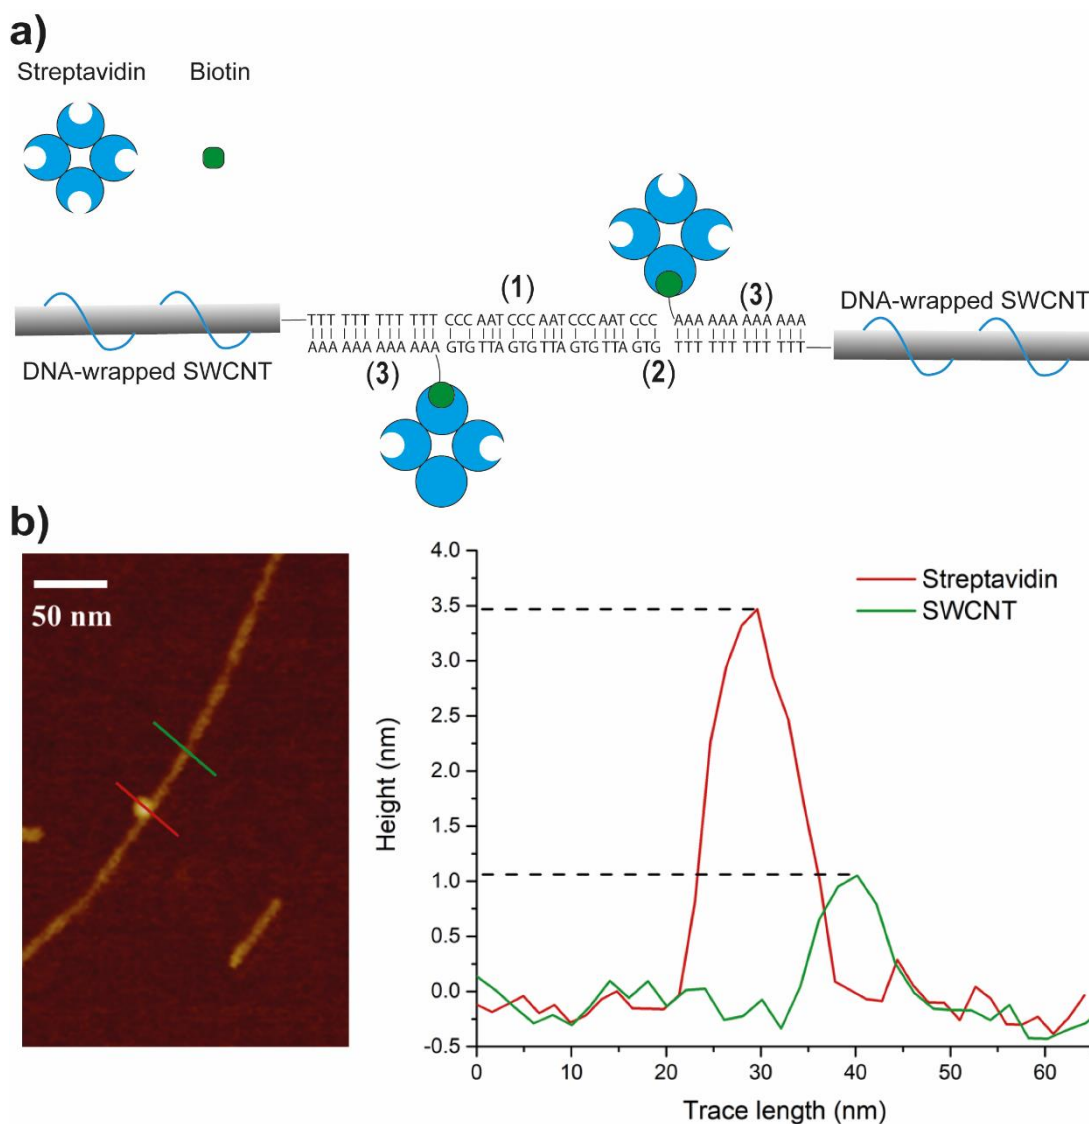 a)
Streptavidin Biotin
(1)
(3)
DNA-wrapped SWCNT
TTT TTT TTT TTT CCC AAT CCC AAT CCC AAT CCC AAA AAA AAA AAA
AAA AAA AAA AAA GTG TTA GTG TTA GTG TTA GTG TTT TTT TTT TTT
DNA-wrapped SWCNT
(3)
(2)
b)
50 nm
Height (nm)
4.0
3.5
3.0
2.5
2.0
1.5
1.0
0.5
0.0
-0.5
Streptavidin
SWCNT
0 10 20 30 40 50 60
Trace length (nm)